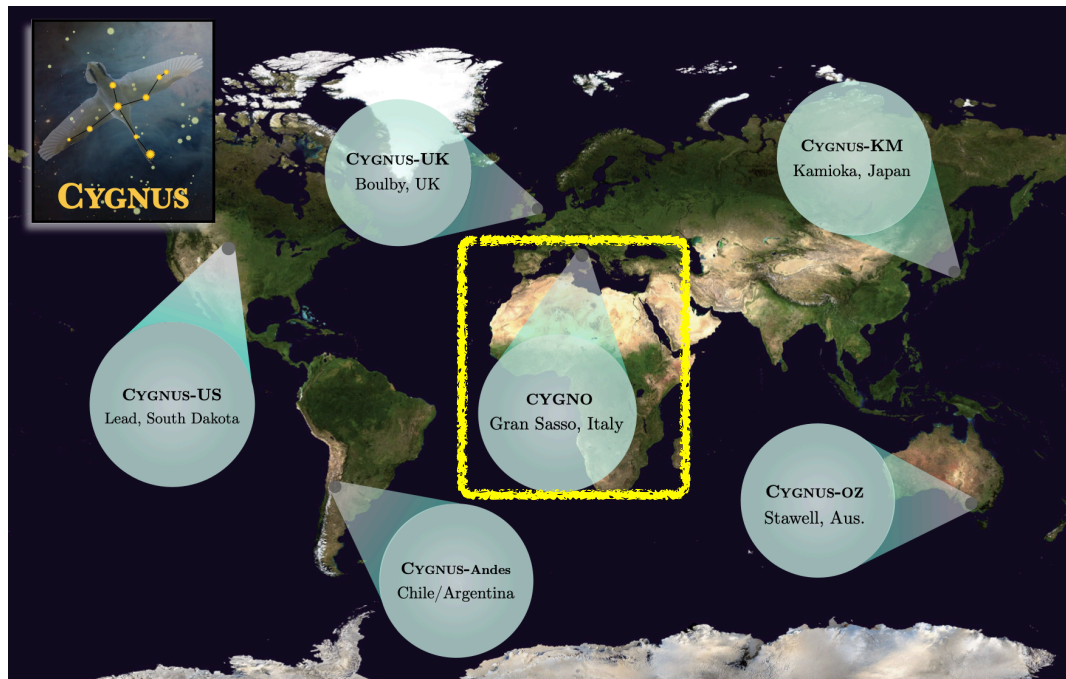 CYGNUS
CYGNUS-UK
Boulby, UK
CYGNUS-KM
Kamioka, Japan
CYGNUS-US
Lead, South Dakota
CYGNO
Gran Sasso, Italy
CYGNUS-OZ
Stawell, Aus.
CYGNUS-Andes
Chile/Argentina